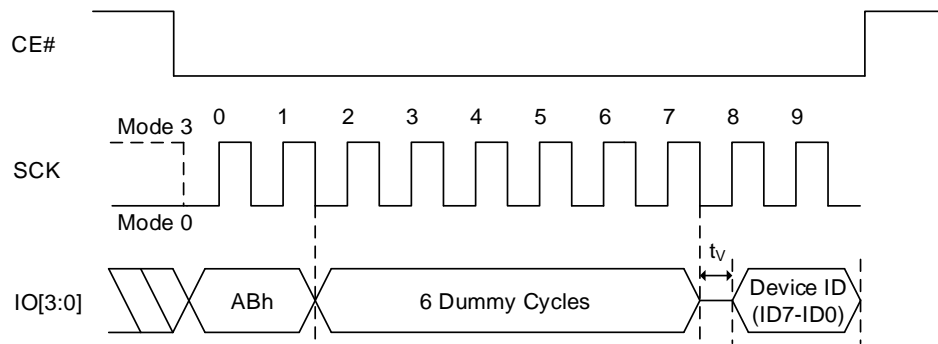 CE#
0 1 2 3 4 5 6 7 8 9
Mode 3
SCK
Mode 0
tV
IO[3:0]
ABh
6 Dummy Cycles
Device ID
(ID7-ID0)